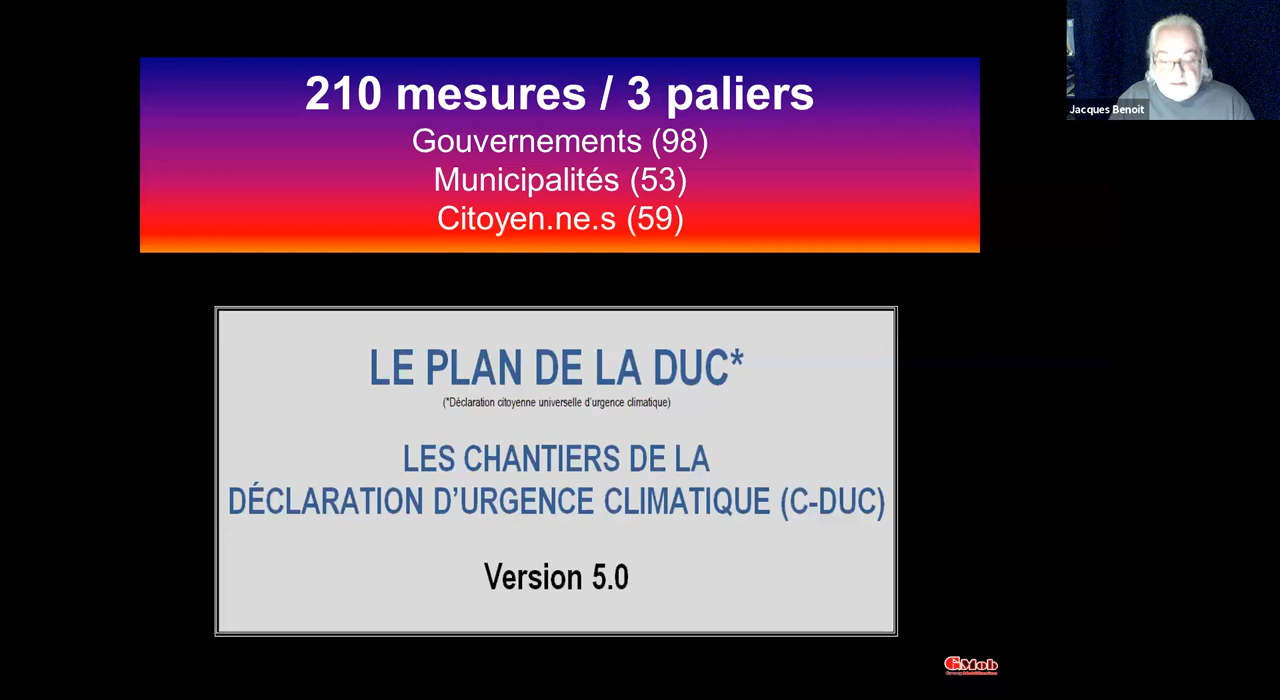 210 mesures / 3 paliers
Gouvernements (98)
Municipalités (53)
Citoyen.ne.s (59)
Jacques Benoit
LE PLAN DE LA DUC*
(*Déclaration citoyenne universelle d'urgence climatique)
LES CHANTIERS DE LA
DÉCLARATION D'URGENCE CLIMATIQUE (C-DUC)
Version 5.0
GMob